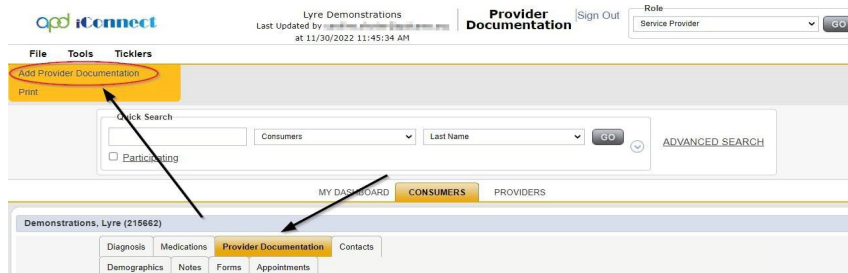 apd iConnect
Lyre Demonstrations
Last Updated by
at 11/30/2022 11:45:34 AM
Provider
Documentation
Sign Out
Role
Service Provider
GO
File Tools Ticklers
Add Provider Documentation
Print
Quick Search
Consumers
Last Name
GO
ADVANCED SEARCH
Participating
MY DASHBOARD CONSUMERS PROVIDERS
Demonstrations, Lyre (215662)
Diagnosis Medications Provider Documentation Contacts
Demographics Notes Forms Appointments